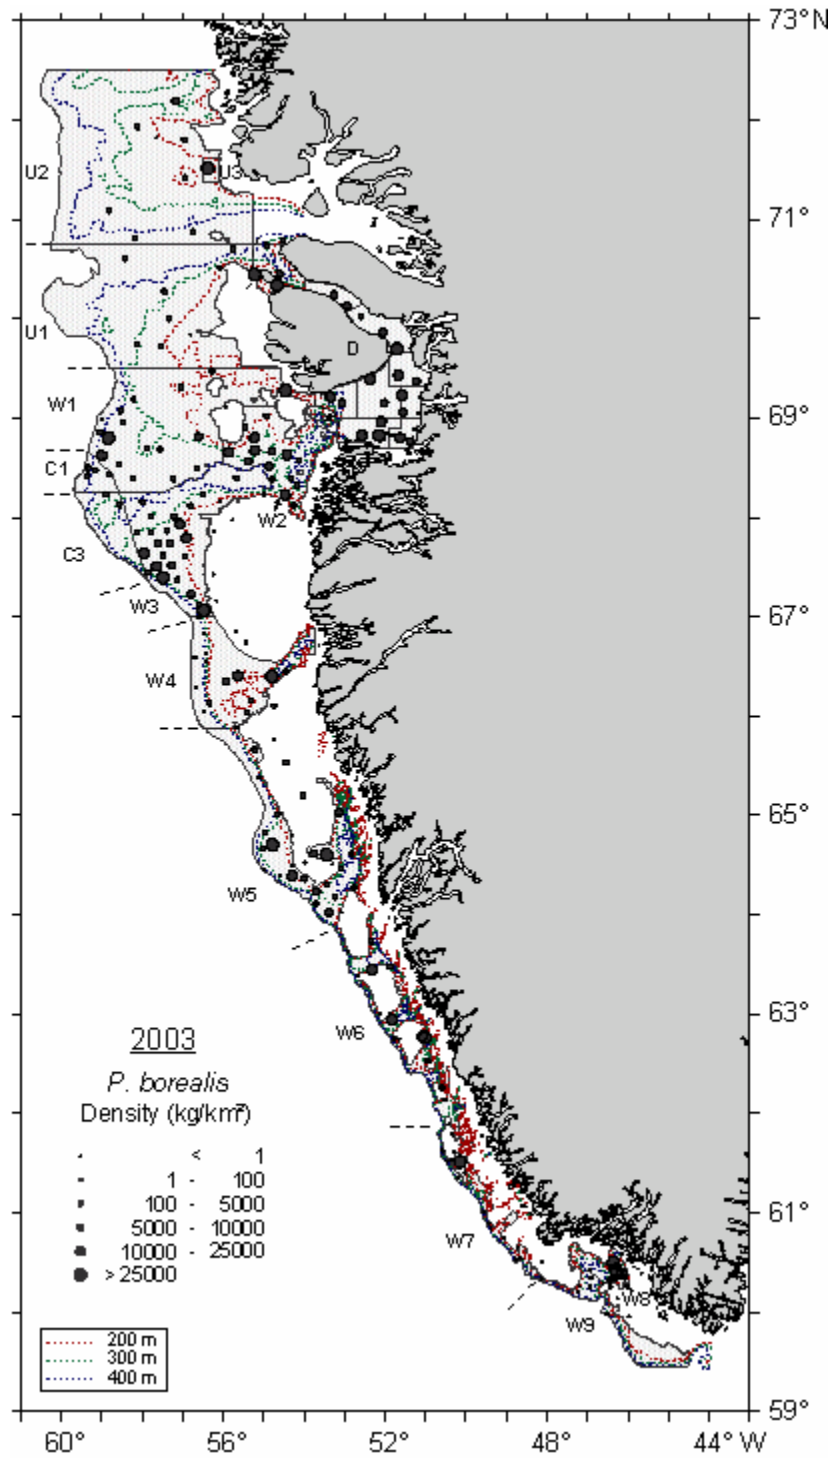 73°N
U2
U3
71°
D
U1
W1
69°
C1
W2
C3
W3
67°
W4
65°
W5
63°
W6
2003
P. borealis
Density (kg/km²)
< 1
1 - 100
100 - 5000
5000 - 10000
10000 - 25000
>25000
61°
W7
W8
W9
200 m
300 m
400 m
59°
60° 56° 52° 48° 44° W